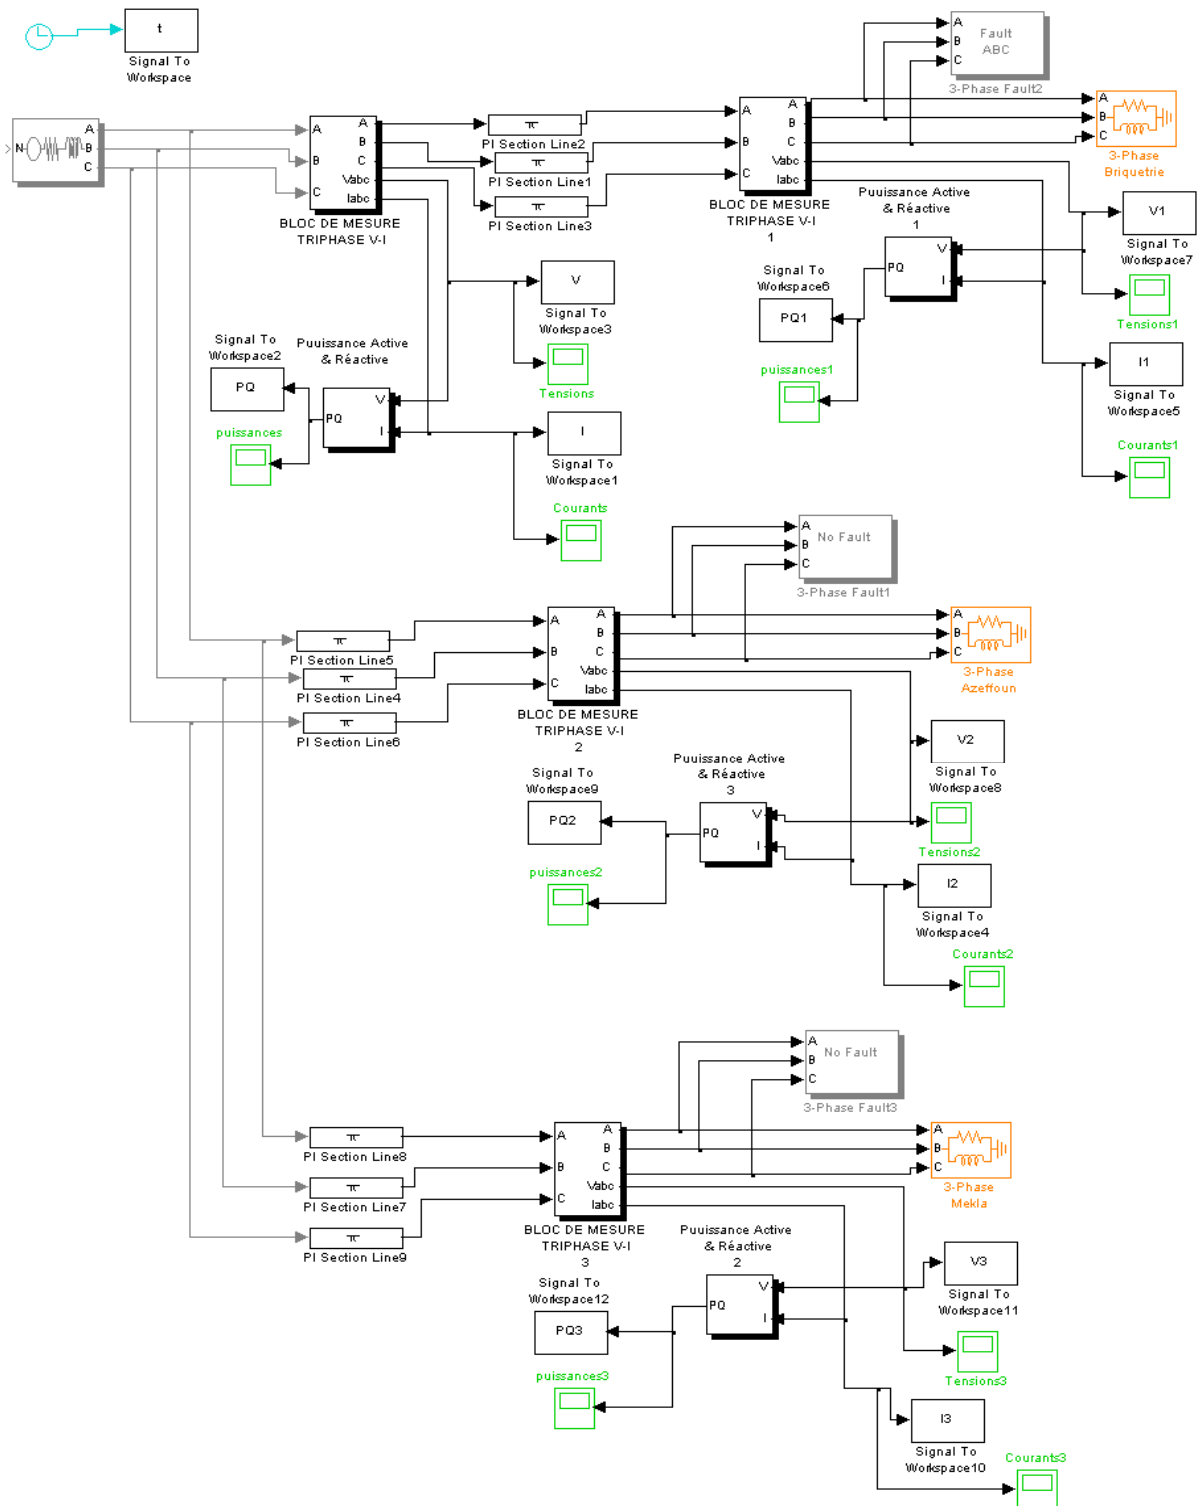 t
Signal To
Workspace
N
A
B
C
A
B
C
A
B
C
Vabc
Iabc
BLOC DE MESURE
TRIPHASE V-I
π
PI Section Line2
π
PI Section Line1
π
PI Section Line3
A
B
C
A
B
C
Vabc
Iabc
BLOC DE MESURE
TRIPHASE V-I
1
A
B
C
Fault
ABC
3-Phase Fault2
A
B
C
3-Phase
Briquetrie
Puuissance Active
& Réactive
1
V
I
PQ
V1
Signal To
Workspace7
Tensions1
Signal To
Workspace6
PQ1
puissances1
I1
Signal To
Workspace5
Courants1
V
Signal To
Workspace3
Tensions
Signal To
Workspace2
PQ
puissances
Puuissance Active
& Réactive
V
I
PQ
I
Signal To
Workspace1
Courants
A
B
C
No Fault
3-Phase Fault1
π
PI Section Line5
π
PI Section Line4
π
PI Section Line6
A
B
C
A
B
C
Vabc
Iabc
BLOC DE MESURE
TRIPHASE V-I
2
A
B
C
3-Phase
Azeffoun
V2
Signal To
Workspace8
Puuissance Active
& Réactive
3
V
I
PQ
Signal To
Workspace9
PQ2
puissances2
Tensions2
I2
Signal To
Workspace4
Courants2
A
B
C
No Fault
3-Phase Fault3
π
PI Section Line8
π
PI Section Line7
π
PI Section Line9
A
B
C
A
B
C
Vabc
Iabc
BLOC DE MESURE
TRIPHASE V-I
3
A
B
C
3-Phase
Mekla
Puuissance Active
& Réactive
2
V
I
PQ
V3
Signal To
Workspace11
Signal To
Workspace12
PQ3
puissances3
Tensions3
I3
Signal To
Workspace10
Courants3